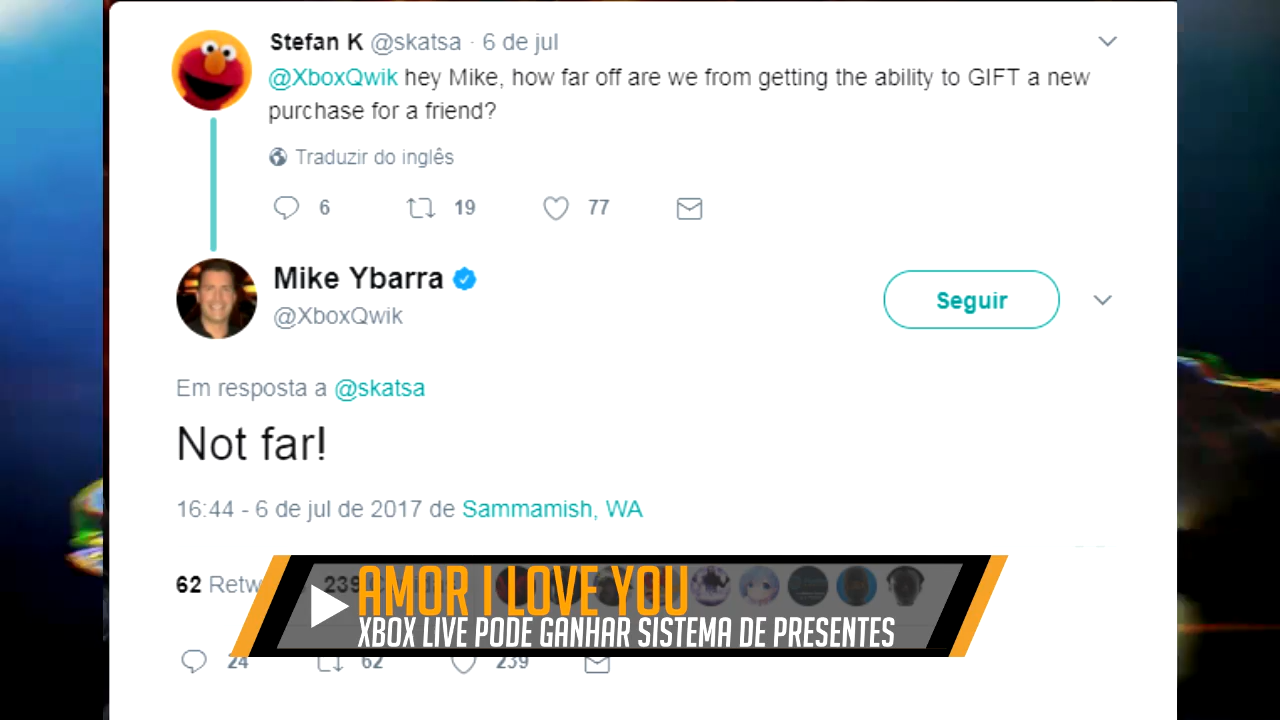 Stefan K @skatsa · 6 de jul
@XboxQwik hey Mike, how far off are we from getting the ability to GIFT a new
purchase for a friend?
Traduzir do inglês
6 19 77
Mike Ybarra
@XboxQwik
Seguir
Em resposta a @skatsa
Not far!
16:44 - 6 de jul de 2017 de Sammamish, WA
62 239
AMOR I LOVE YOU
XBOX LIVE PODE GANHAR SISTEMA DE PRESENTES
24 62 239